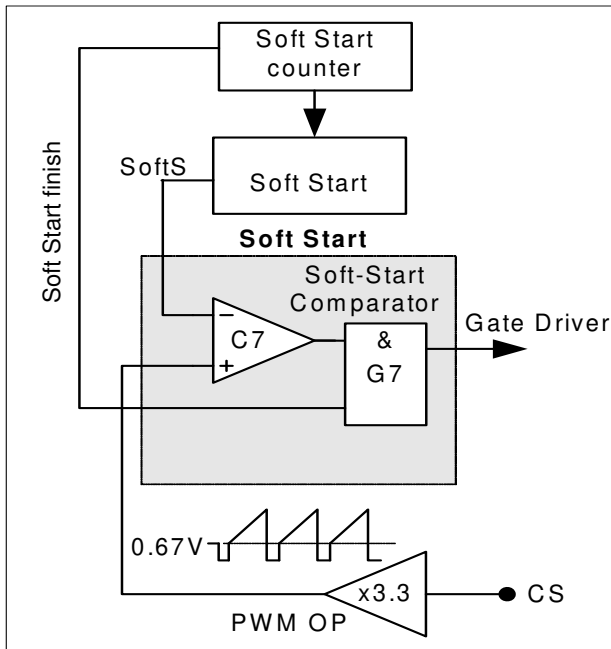 Soft Start
counter
Soft Start finish
SoftS
Soft Start
Soft Start
Soft-Start
Comparator
Gate Driver
−
C7
+
&
G7
0.67V
x3.3
CS
PWM OP